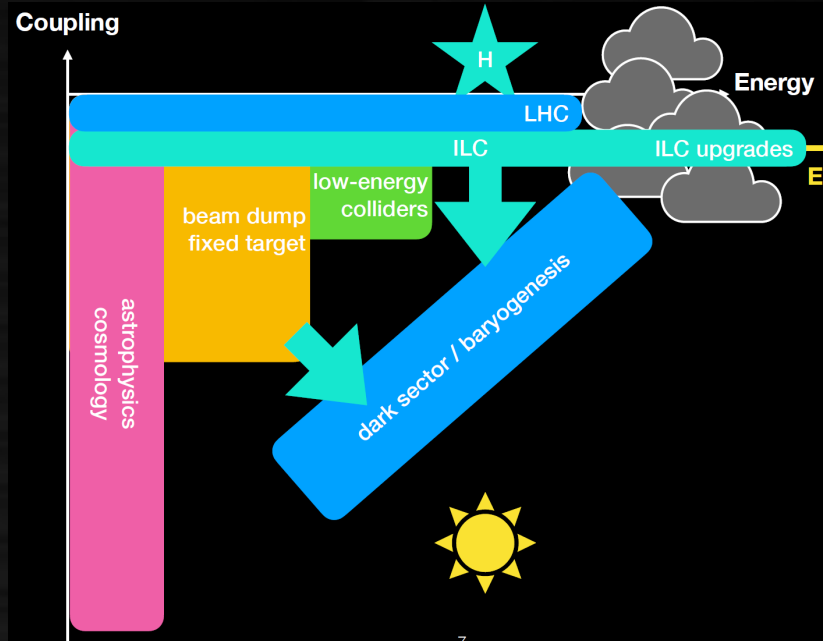 Coupling
H
Energy
LHC
ILC
ILC upgrades
E
low-energy
colliders
beam dump
fixed target
astrophysics
cosmology
dark sector / baryogenesis